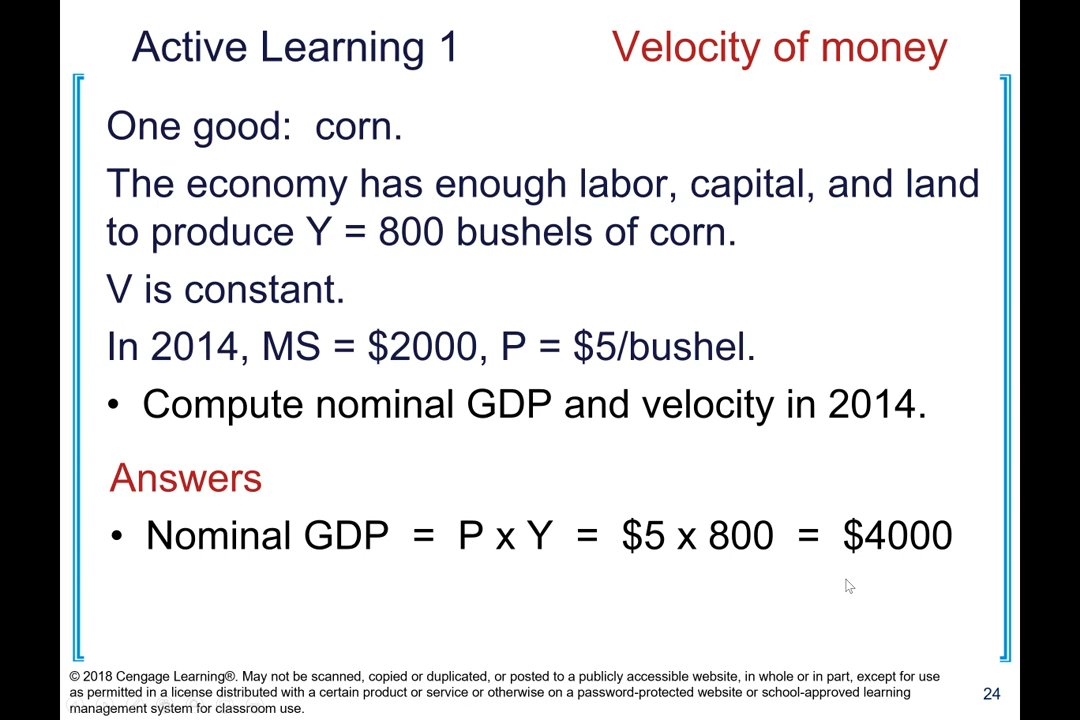 Active Learning 1 Velocity of money
One good: corn.
The economy has enough labor, capital, and land
to produce Y = 800 bushels of corn.
V is constant.
In 2014, MS = $2000, P = $5/bushel.
• Compute nominal GDP and velocity in 2014.
Answers
• Nominal GDP = P x Y = $5 x 800 = $4000
© 2018 Cengage Learning®. May not be scanned, copied or duplicated, or posted to a publicly accessible website, in whole or in part, except for use
as permitted in a license distributed with a certain product or service or otherwise on a password-protected website or school-approved learning
management system for classroom use.
24